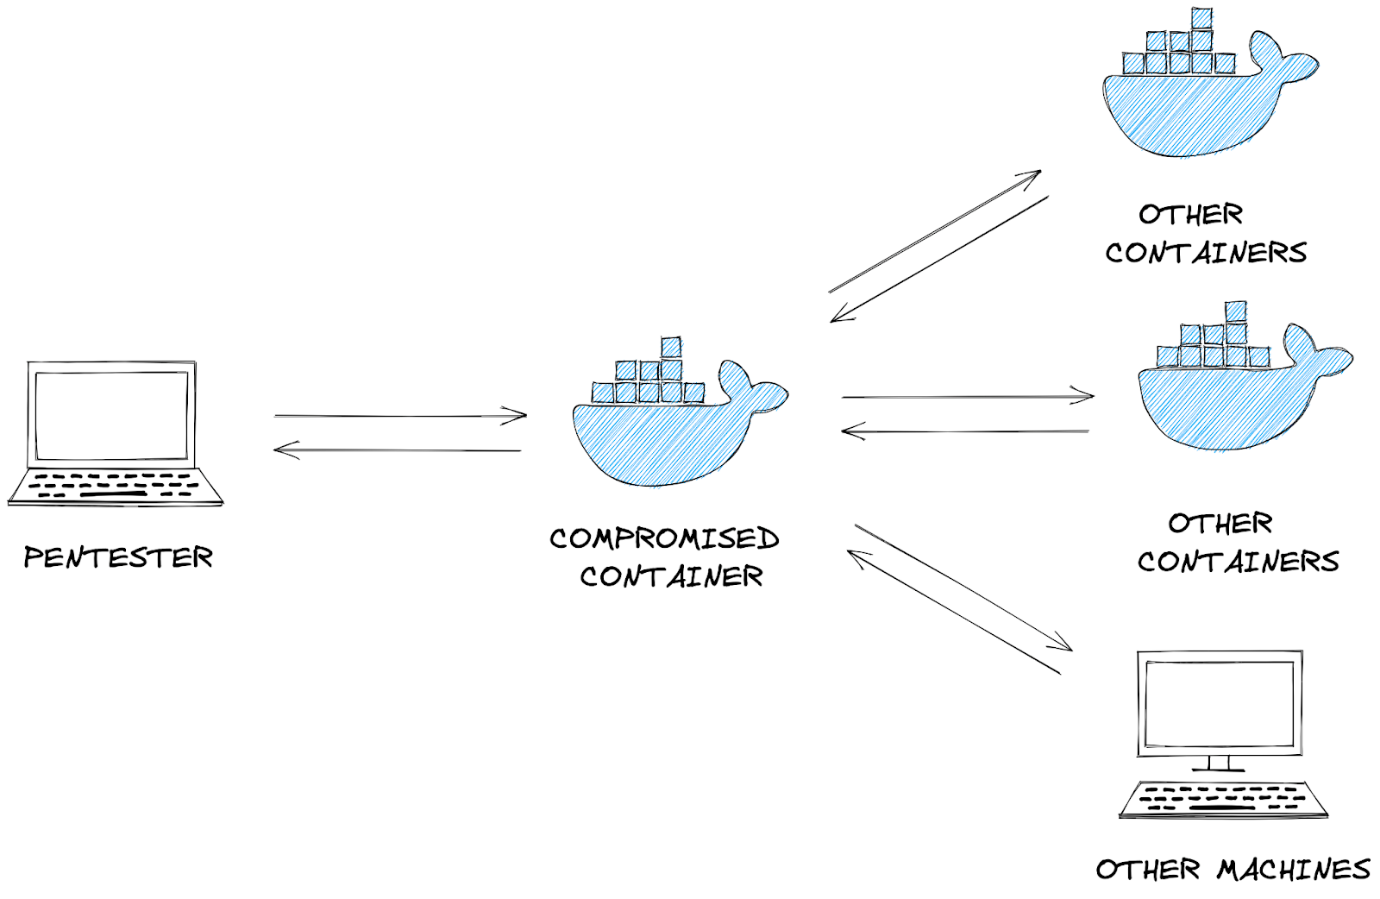 OTHER
CONTAINERS
PENTESTER
COMPROMISED
CONTAINER
OTHER
CONTAINERS
OTHER MACHINES